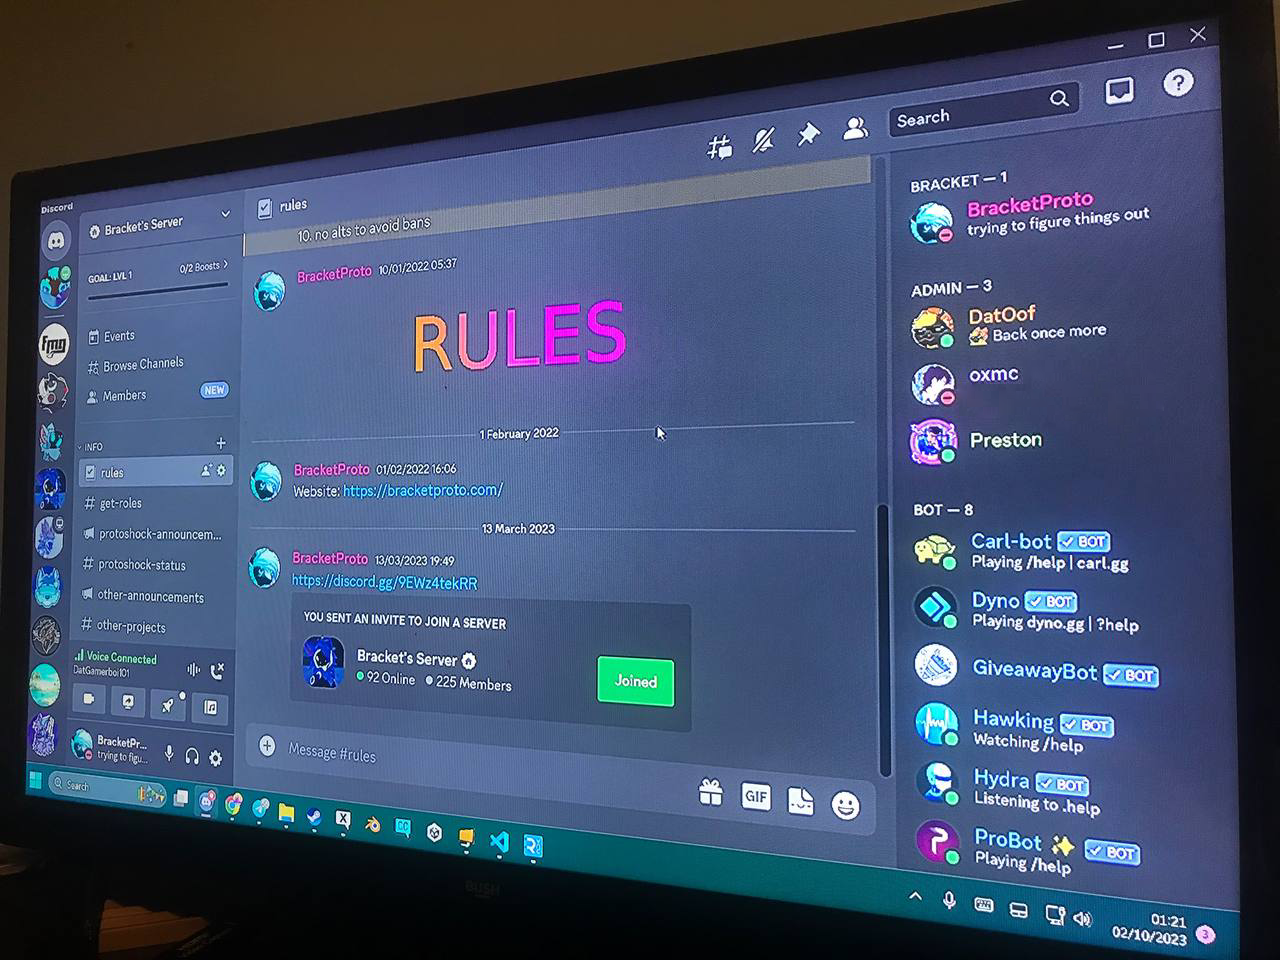 Discord
Bracket's Server
GOAL: LVL 1
0/2 Boosts >
Events
Browse Channels
Members
NEW
INFO
rules
get-roles
protoshock-announcem...
protoshock-status
other-announcements
other-projects
Voice Connected
DatGamerboi101
BracketPr...
trying to figu...
rules
10. no alts to avoid bans
BracketProto 10/01/2022 05:37
RULES
1 February 2022
BracketProto 01/02/2022 16:06
Website: https://bracketproto.com/
13 March 2023
BracketProto 13/03/2023 19:49
https://discord.gg/9EWz4tekRR
YOU SENT AN INVITE TO JOIN A SERVER
Bracket's Server
92 Online 225 Members
Joined
Message #rules
GIF
Search
BRACKET — 1
BracketProto
trying to figure things out
ADMIN — 3
DatOof
Back once more
oxmc
Preston
BOT — 8
Carl-bot BOT
Playing /help | carl.gg
Dyno BOT
Playing dyno.gg | ?help
GiveawayBot BOT
Hawking BOT
Watching /help
Hydra BOT
Listening to .help
ProBot BOT
Playing /help
Search
01:21
02/10/2023
3
BUSH